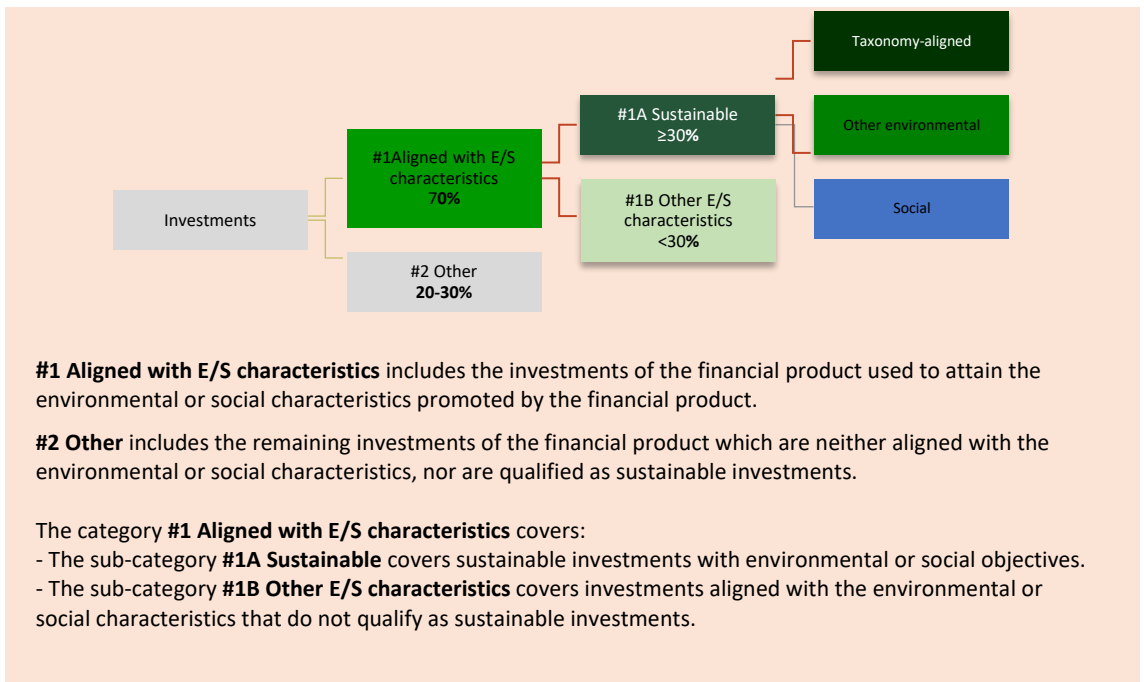 Taxonomy-aligned
#1A Sustainable
≥30%
Other environmental
#1Aligned with E/S
characteristics
70%
Investments
#1B Other E/S
characteristics
<30%
Social
#2 Other
20-30%
#1 Aligned with E/S characteristics includes the investments of the financial product used to attain the
environmental or social characteristics promoted by the financial product.
#2 Other includes the remaining investments of the financial product which are neither aligned with the
environmental or social characteristics, nor are qualified as sustainable investments.
The category #1 Aligned with E/S characteristics covers:
- The sub-category #1A Sustainable covers sustainable investments with environmental or social objectives.
- The sub-category #1B Other E/S characteristics covers investments aligned with the environmental or
social characteristics that do not qualify as sustainable investments.